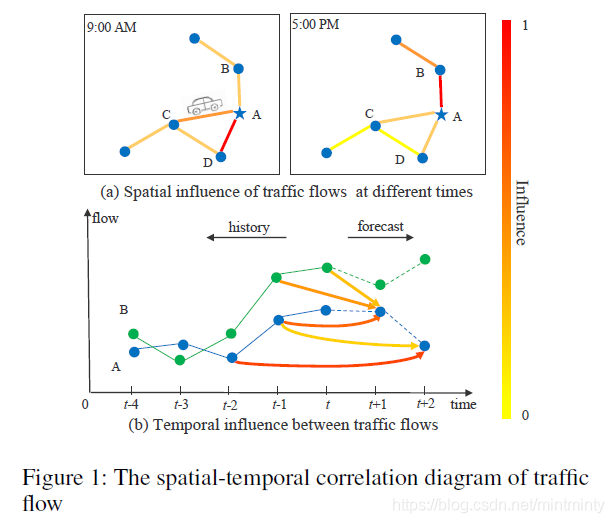 9:00 AM
B
C
A
D
5:00 PM
B
C
A
D
1
Influence
0
(a) Spatial influence of traffic flows at different times
flow
history
forecast
B
A
0 t-4 t-3 t-2 t-1 t t+1 t+2 time
(b) Temporal influence between traffic flows
Figure 1: The spatial-temporal correlation diagram of traffic
flow
https://blog.csdn.net/mintminty